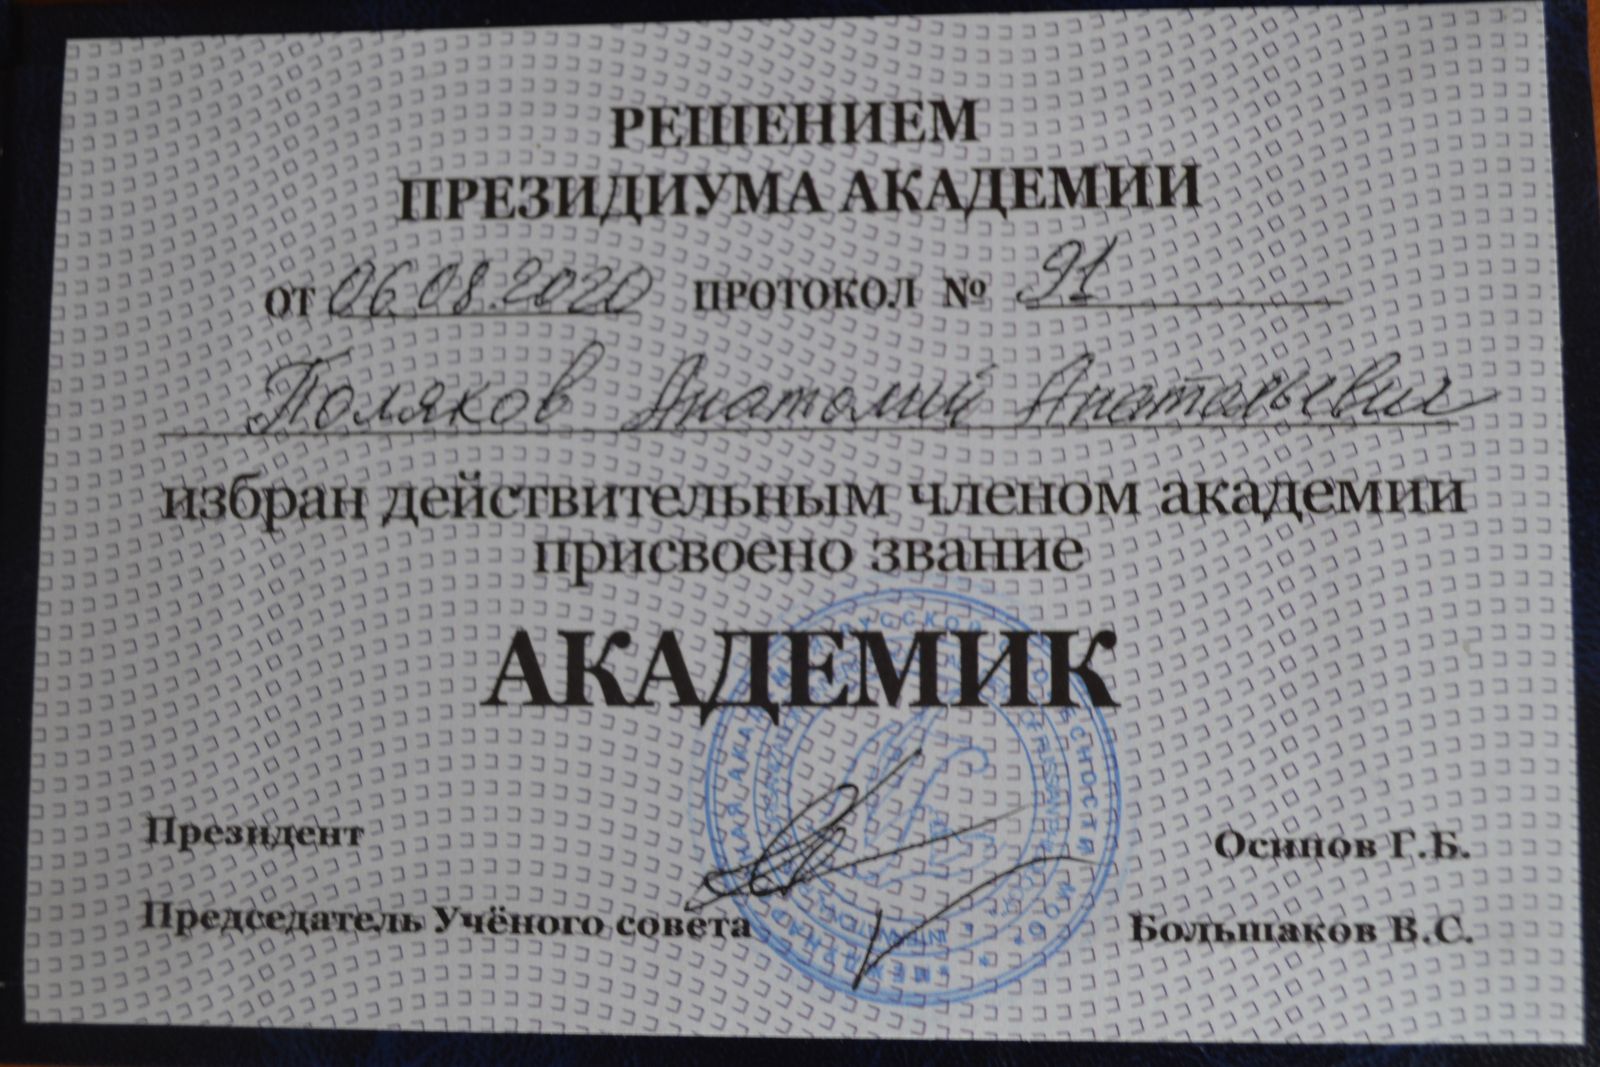 РЕШЕНИЕМ
ПРЕЗИДИУМА АКАДЕМИИ
от 06.08.2020 ПРОТОКОЛ № 91
Поляков Анатолий Анатольевич
избран действительным членом академии
присвоено звание
АКАДЕМИК
Президент Осипов Г.Б.
Председатель Учёного совета Большаков В.С.